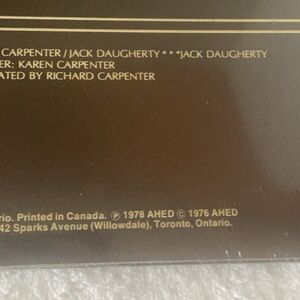 CARPENTER / JACK DAUGHERTY * * *JACK DAUGHERTY
ER: KAREN CARPENTER
ATED BY RICHARD CARPENTER
rio. Printed in Canada. Ⓟ 1978 AHED © 1976 AHED
42 Sparks Avenue (Willowdale), Toronto, Ontario.